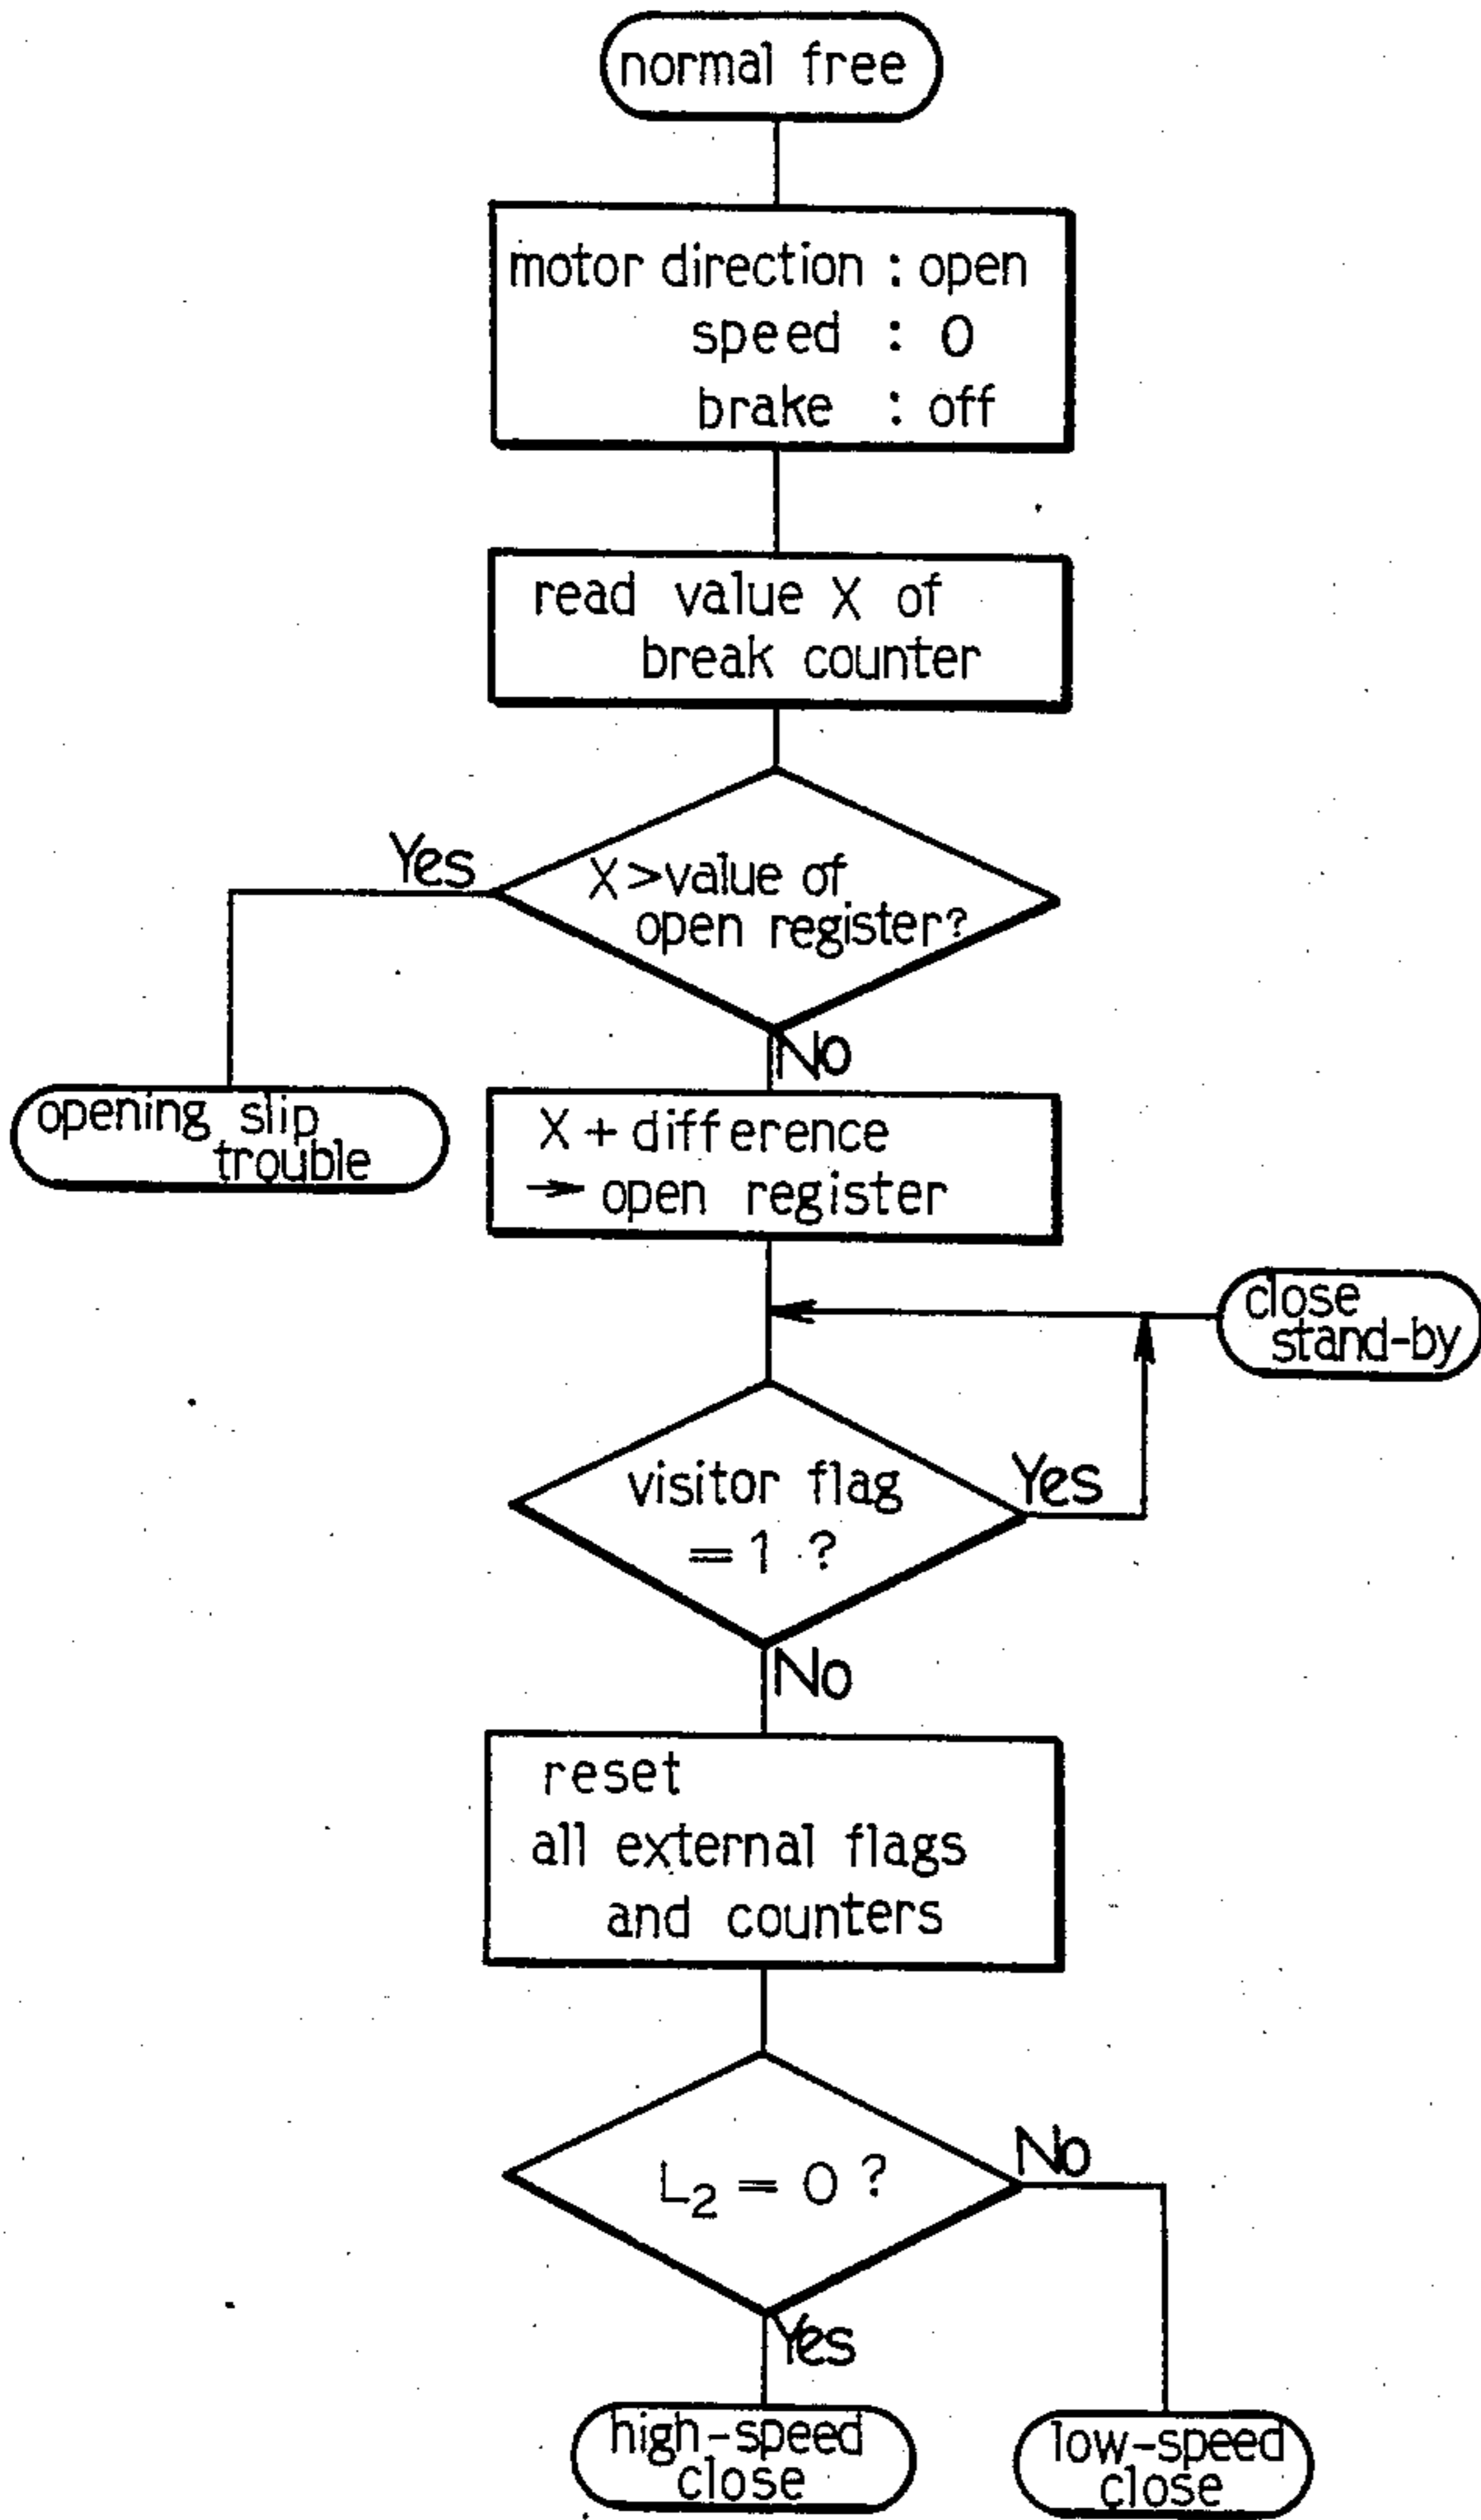 normal free
motor direction : open
speed : 0
brake : off
read value X of
break counter
Yes
X>value of
open register?
No
opening slip
trouble
X + difference
→ open register
close
stand-by
visitor flag
=1 ?
Yes
No
reset
all external flags
and counters
L₂ = 0 ?
No
Yes
high-speed
close
low-speed
close